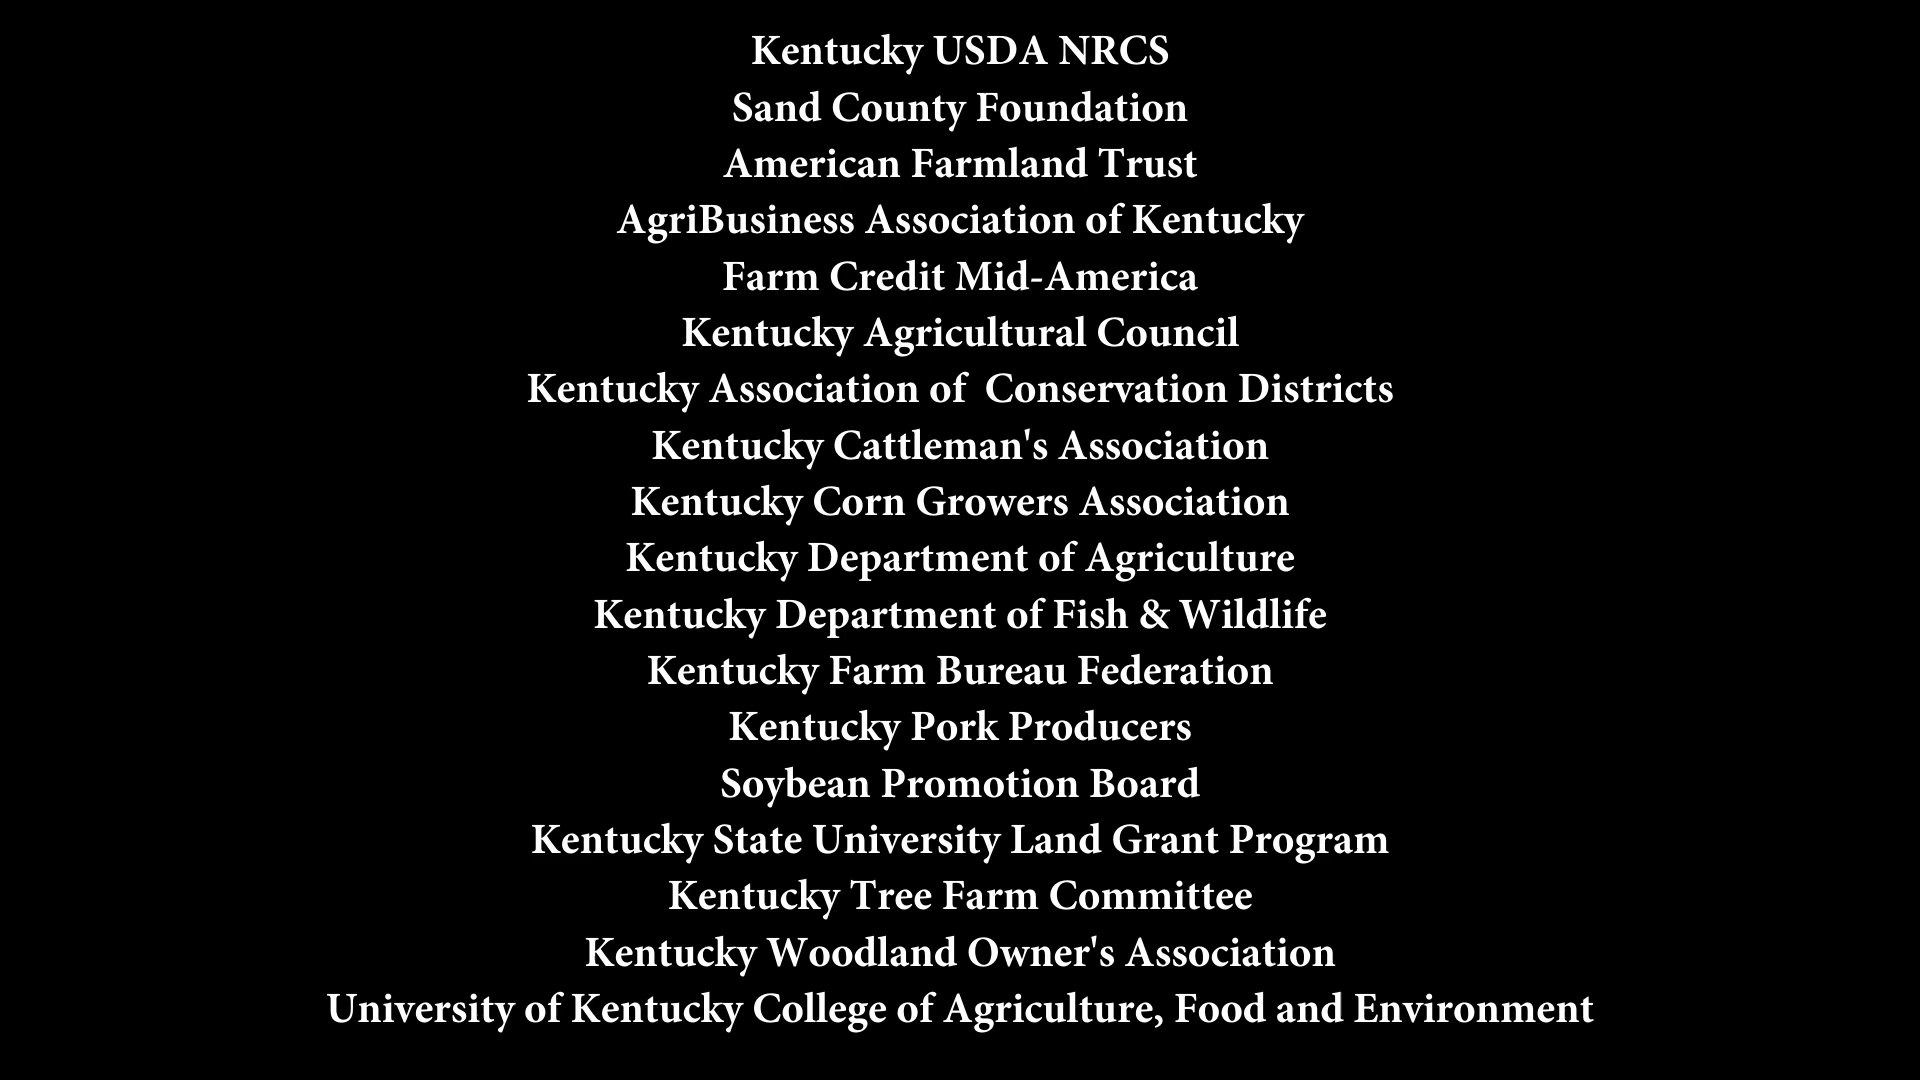 Kentucky USDA NRCS
Sand County Foundation
American Farmland Trust
AgriBusiness Association of Kentucky
Farm Credit Mid-America
Kentucky Agricultural Council
Kentucky Association of  Conservation Districts
Kentucky Cattleman's Association
Kentucky Corn Growers Association
Kentucky Department of Agriculture
Kentucky Department of Fish & Wildlife
Kentucky Farm Bureau Federation
Kentucky Pork Producers
Soybean Promotion Board
Kentucky State University Land Grant Program
Kentucky Tree Farm Committee
Kentucky Woodland Owner's Association
University of Kentucky College of Agriculture, Food and Environment